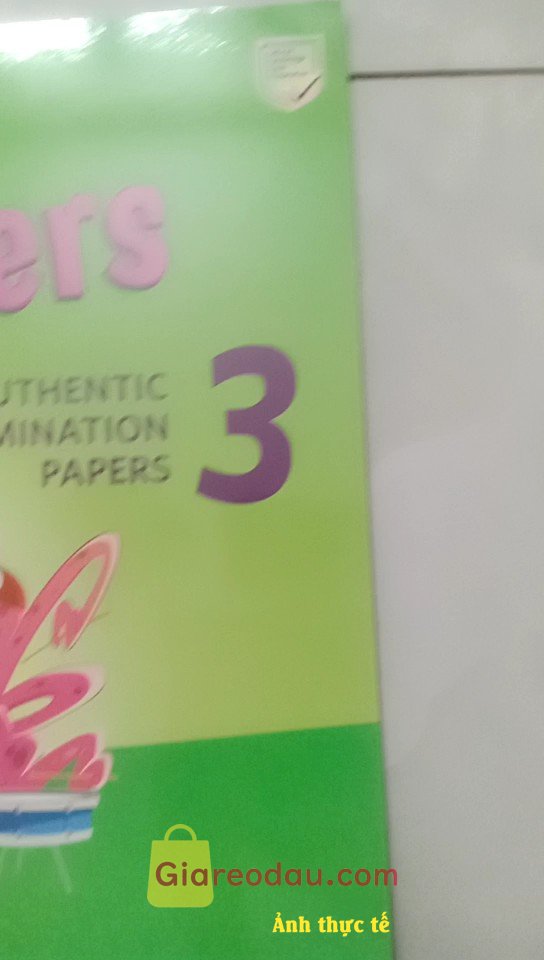 ers
UTHENTIC
MINATION
PAPERS
3
Giareodau.com
Ảnh thực tế